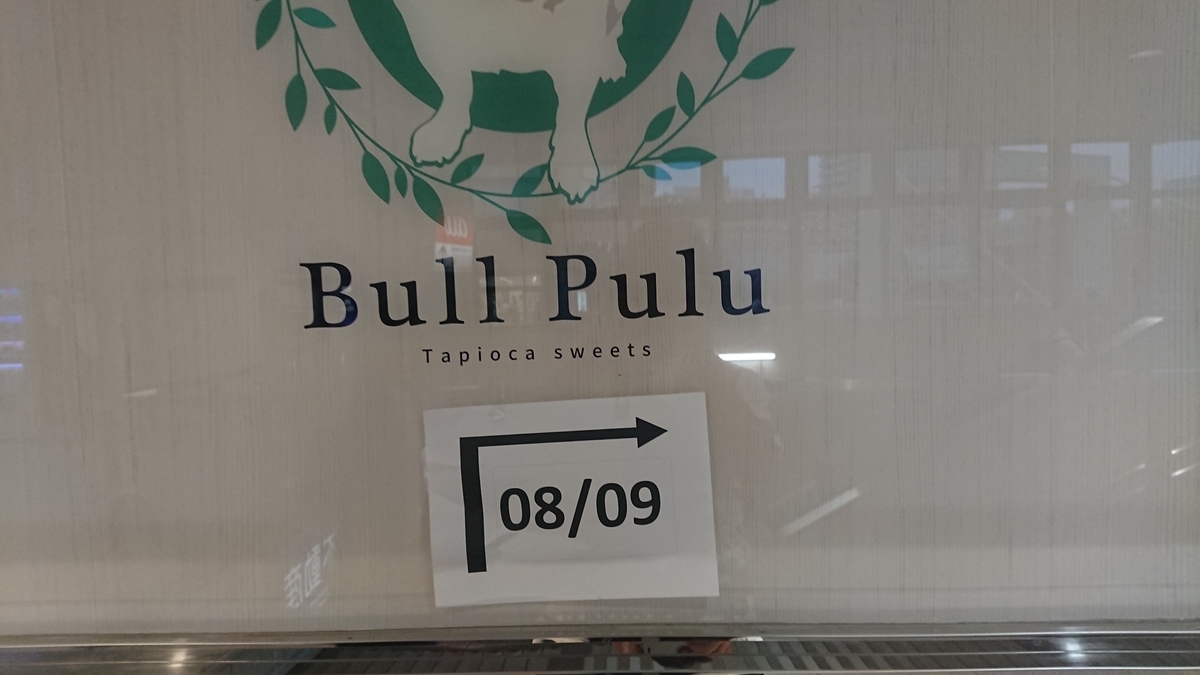 Bull Pulu
Tapioca sweets
08/09